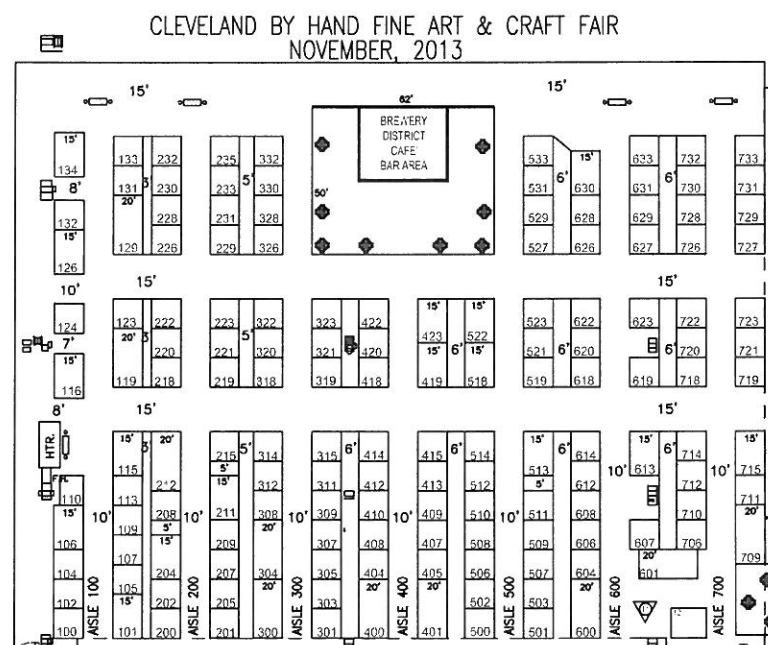 CLEVELAND BY HAND FINE ART & CRAFT FAIR
NOVEMBER, 2013
15' 62' 15'
BREWERY
DISTRICT
CAFE'
BAR AREA
15' 133 232 235 332 533 15' 633 732 733
134
8' 131 3' 230 233 5' 330 50' 531 6' 630 631 6' 730 731
20'
132 228 231 328 629 628 629 728 729
15'
126 129 226 229 326 527 626 627 726 727
15' 15'
10'
124 123 3 222 223 5' 322 323 422 15' 15' 523 622 623 6' 722 723
20' 423 522
7' 220 221 320 321 420 15' 6' 15' 521 6' 620 720 721
15'
116 119 218 219 318 319 418 419 518 519 618 619 718 719
8' 15' 15'
HTR. 15' 3' 20' 215 5' 314 6' 414 415 6' 514 15' 6' 614 15' 6' 714 15'
115 5' 513 10' 613 10' 715
F.H. 15' 312 311 412 413 512 5' 612 712
110 113 212 711
15' 10' 109 208 10' 211 308 10' 309 410 10' 409 510 10' 511 608 710 20'
5' 20'
106 15' 209 307 408 407 508 509 606 607 706
107 20' 709
104 204 207 304 305 404 405 506 507 604 601
105 20' 20' 20' 20'
102 15' 202 205 303 502 503
100 AISLE 100 101 200 AISLE 200 201 300 AISLE 300 301 400 AISLE 400 401 500 AISLE 500 501 600 AISLE 600 AISLE 700